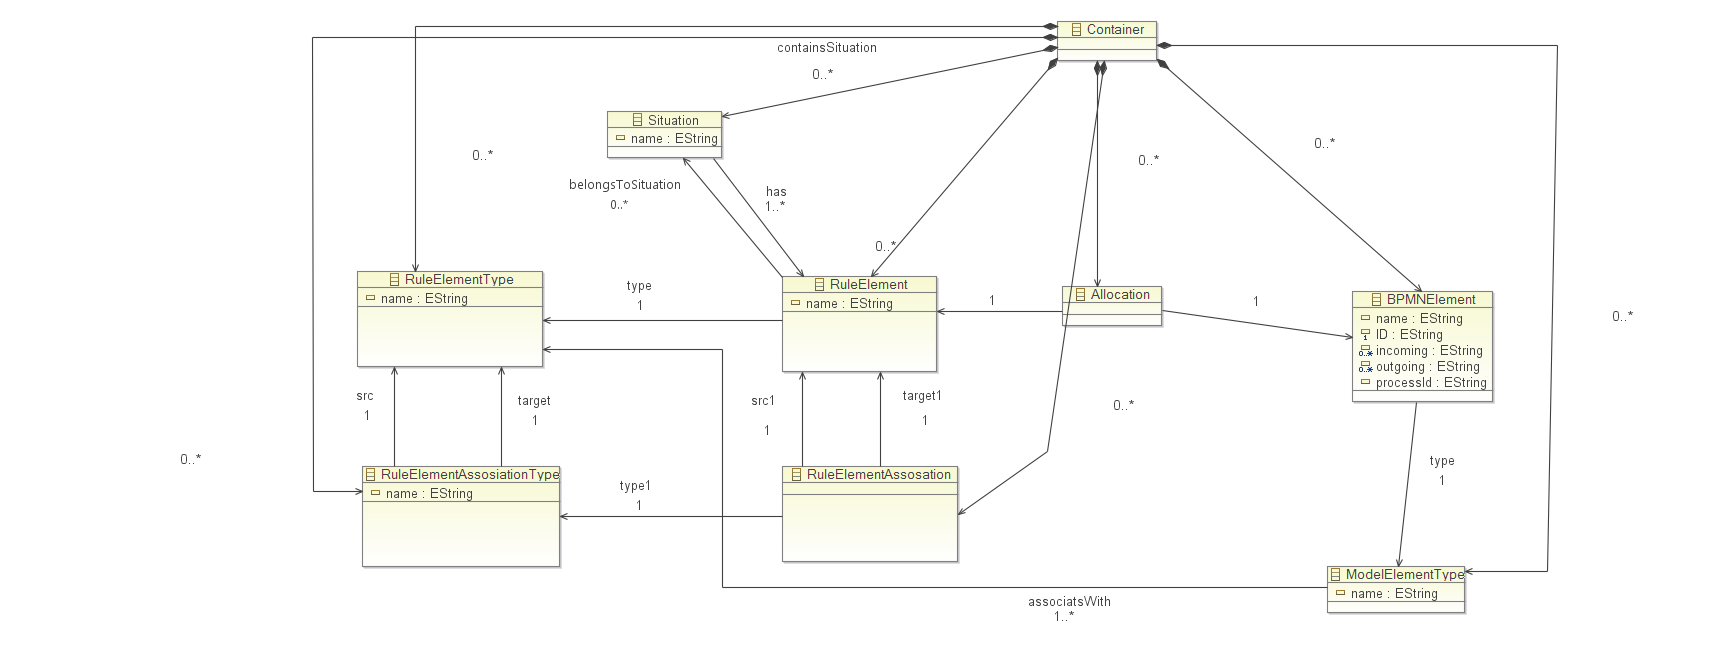 Container
containsSituation
0..*
Situation
name : EString
0..*
0..*
0..*
belongsToSituation
0..*
has
1..*
0..*
RuleElementType
name : EString
type
1
RuleElement
name : EString
1
Allocation
1
BPMNElement
name : EString
ID : EString
incoming : EString
outgoing : EString
processId : EString
1
0..*
0..*
0..*
src
1
target
1
src1
1
target1
1
0..*
type
1
0..*
RuleElementAssosiationType
name : EString
type1
1
RuleElementAssosation
ModelElementType
name : EString
associatsWith
1..*